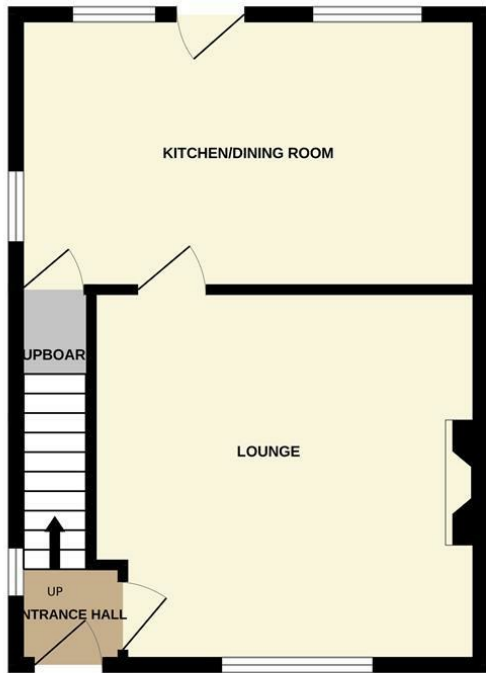 KITCHEN/DINING ROOM
UPBOAR
LOUNGE
UP
NTRANCE HALL